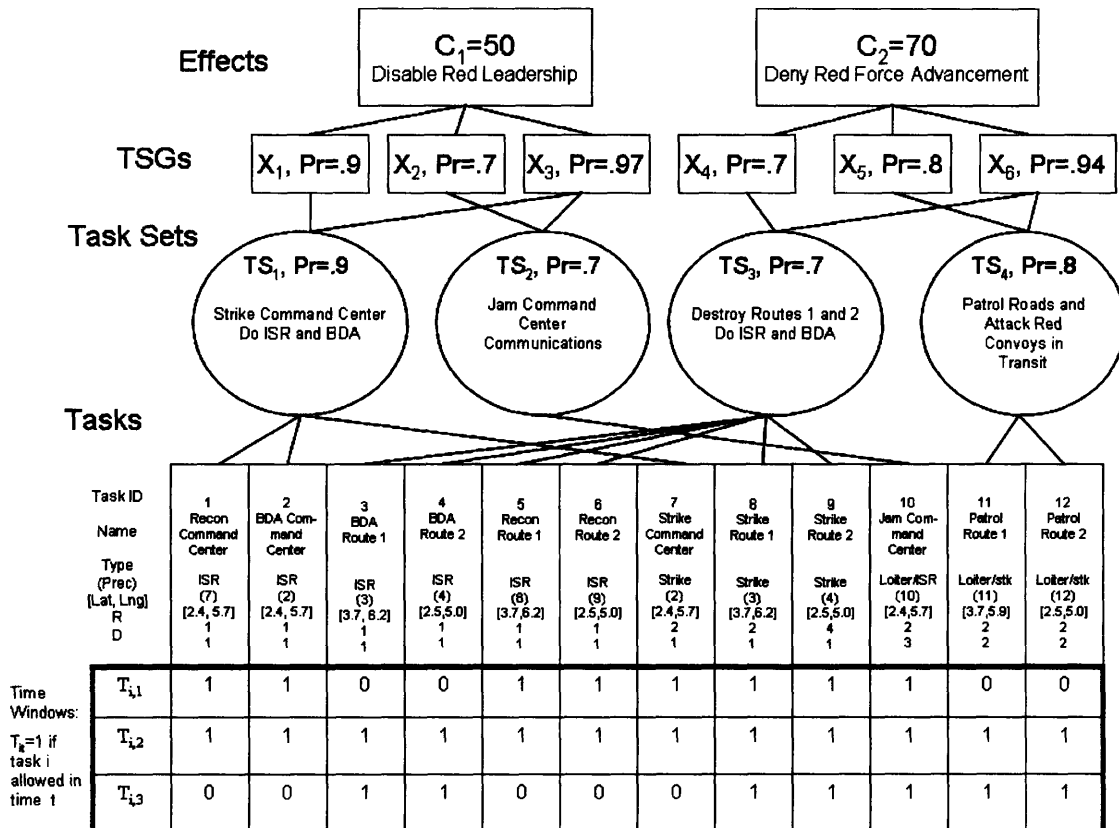 Effects
C₁=50
Disable Red Leadership
C₂=70
Deny Red Force Advancement
TSGs
X₁, Pr=.9
X₂, Pr=.7
X₃, Pr=.97
X₄, Pr=.7
X₅, Pr=.8
X₆, Pr=.94
Task Sets
TS₁, Pr=.9
Strike Command Center
Do ISR and BDA
TS₂, Pr=.7
Jam Command
Center
Communications
TS₃, Pr=.7
Destroy Routes 1 and 2
Do ISR and BDA
TS₄, Pr=.8
Patrol Roads and
Attack Red
Convoys in
Transit
Tasks
Task ID 1 2 3 4 5 6 7 8 9 10 11 12
Name
Recon
Command
Center
BDA Com-
mand
Center
BDA
Route 1
BDA
Route 2
Recon
Route 1
Recon
Route 2
Strike
Command
Center
Strike
Route 1
Strike
Route 2
Jam Com-
mand
Center
Patrol
Route 1
Patrol
Route 2
Type ISR ISR ISR ISR ISR ISR Strike Strike Strike Loiter/ISR Loiter/stk Loiter/stk
(Prec) (7) (2) (3) (4) (8) (9) (2) (3) (4) (10) (11) (12)
[Lat, Lng] [2.4, 5.7] [2.4, 5.7] [3.7, 6.2] [2.5,5.0] [3.7,6.2] [2.5,5.0] [2.4,5.7] [3.7,6.2] [2.5,5.0] [2.4,5.7] [3.7,5.9] [2.5,5.0]
R 1 1 1 1 1 1 2 2 4 2 2 2
D 1 1 1 1 1 1 1 1 1 3 2 2
Time
Windows:
Tᵢₜ=1 if
task i
allowed in
time t
Tᵢ,₁ 1 1 0 0 1 1 1 1 1 1 0 0
Tᵢ,₂ 1 1 1 1 1 1 1 1 1 1 1 1
Tᵢ,₃ 0 0 1 1 0 0 0 1 1 1 1 1